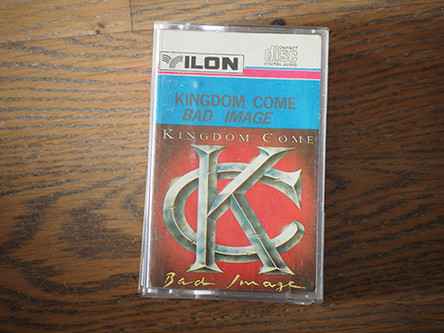 VILON
COMPACT
disc
DIGITAL AUDIO
KINGDOM COME
BAD IMAGE
KINGDOM COME
KC
Bad Image